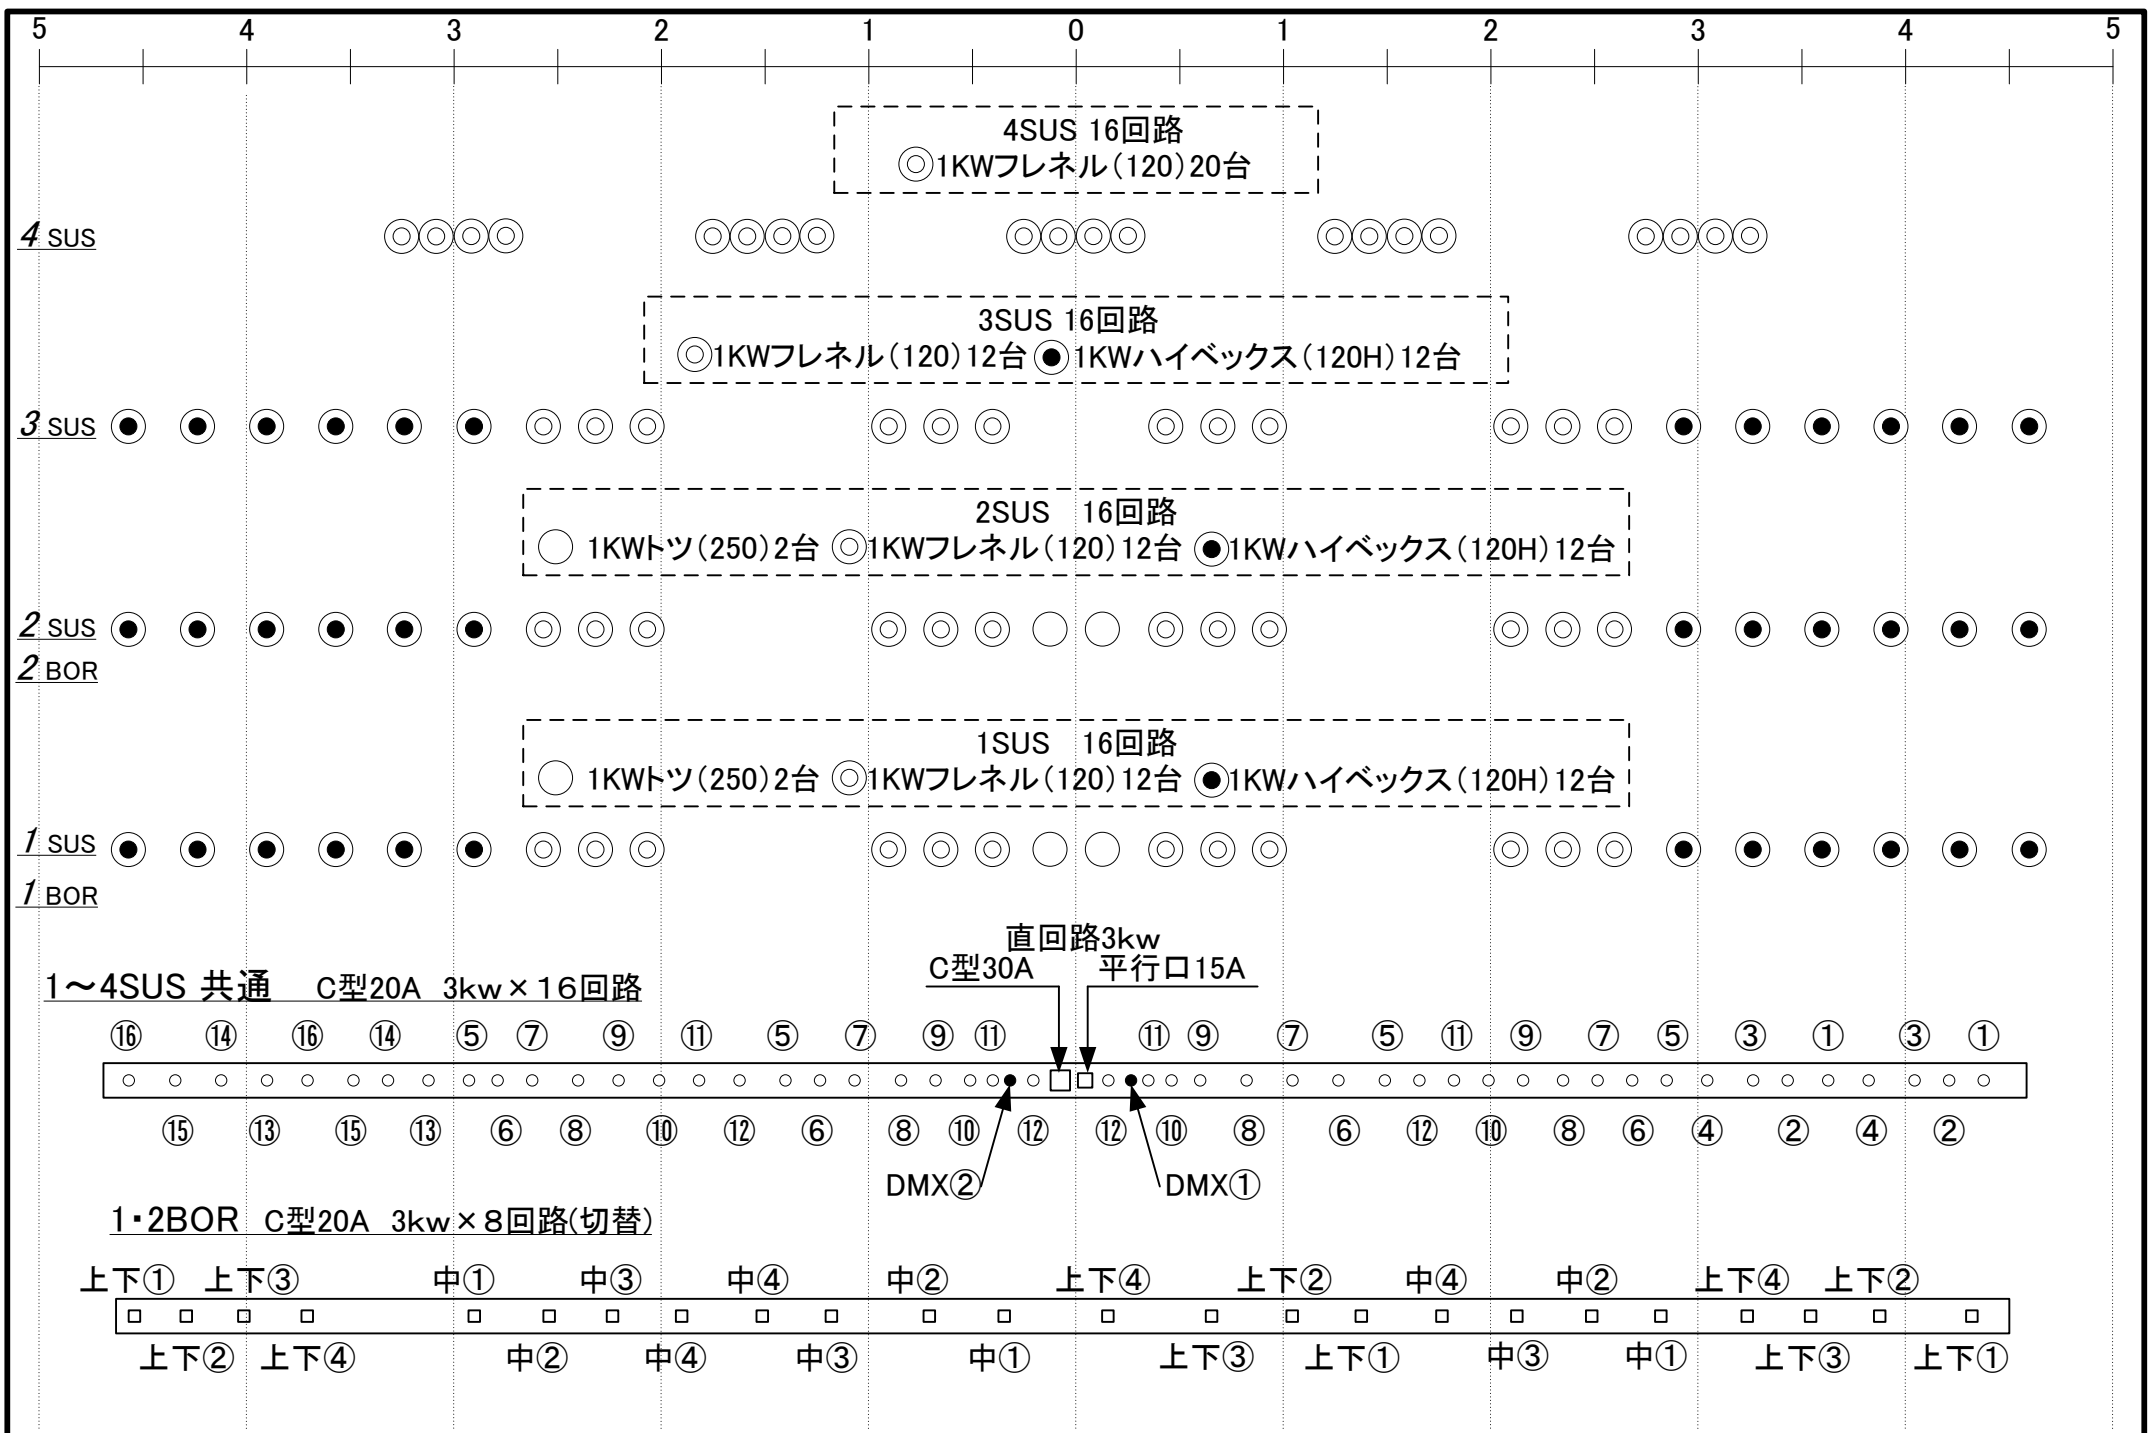 5 4 3 2 1 0 1 2 3 4 5
4SUS 16回路
◎1KWフレネル(120)20台
4 SUS
3SUS 16回路
◎1KWフレネル(120)12台 ◉ 1KWハイベックス(120H)12台
3 SUS
2SUS 16回路
○ 1KWトツ(250)2台 ◎1KWフレネル(120)12台 ◉1KWハイベックス(120H)12台
2 SUS
2 BOR
1SUS 16回路
○ 1KWトツ(250)2台 ◎1KWフレネル(120)12台 ◉1KWハイベックス(120H)12台
1 SUS
1 BOR
直回路3kw
C型30A 平行口15A
1~4SUS 共通 C型20A 3kw×16回路
⑯ ⑭ ⑯ ⑭ ⑤ ⑦ ⑨ ⑪ ⑤ ⑦ ⑨ ⑪ ⑪ ⑨ ⑦ ⑤ ⑪ ⑨ ⑦ ⑤ ③ ① ③ ①
⑮ ⑬ ⑮ ⑬ ⑥ ⑧ ⑩ ⑫ ⑥ ⑧ ⑩ ⑫ ⑫ ⑩ ⑧ ⑥ ⑫ ⑩ ⑧ ⑥ ④ ② ④ ②
DMX② DMX①
1・2BOR C型20A 3kw×8回路(切替)
上下① 上下③ 中① 中③ 中④ 中② 上下④ 上下② 中④ 中② 上下④ 上下②
上下② 上下④ 中② 中④ 中③ 中① 上下③ 上下① 中③ 中① 上下③ 上下①